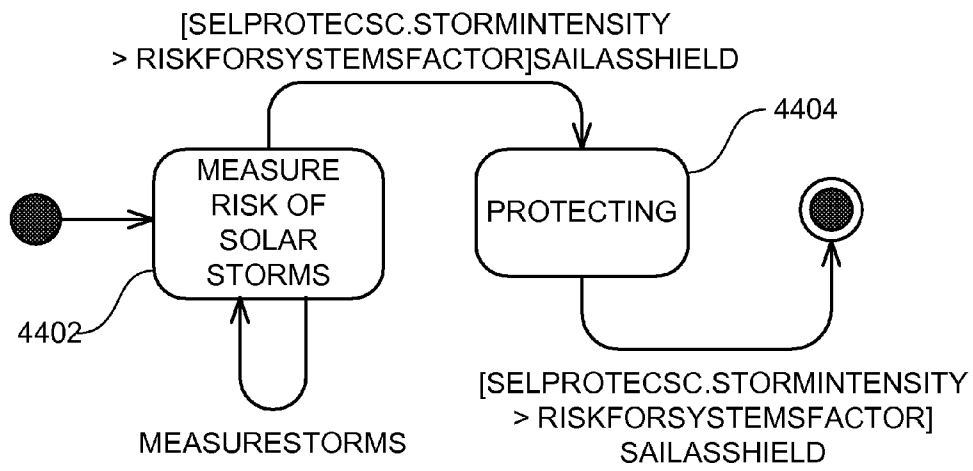 [SELPROTECSC.STORMINTENSITY
> RISKFORSYSTEMSFACTOR]SAILASSHIELD
4404
MEASURE
RISK OF
SOLAR
STORMS
PROTECTING
4402
MEASURESTORMS
[SELPROTECSC.STORMINTENSITY
> RISKFORSYSTEMSFACTOR]
SAILASSHIELD